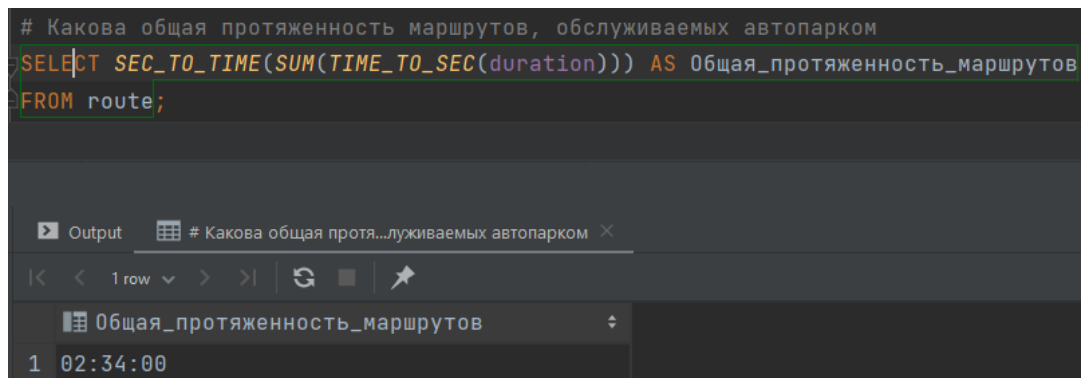 # Какова общая протяженность маршрутов, обслуживаемых автопарком
SELECT SEC_TO_TIME(SUM(TIME_TO_SEC(duration))) AS Общая_протяженность_маршрутов
FROM route;
Output # Какова общая протя...луживаемых автопарком
1 row
Общая_протяженность_маршрутов
1 02:34:00